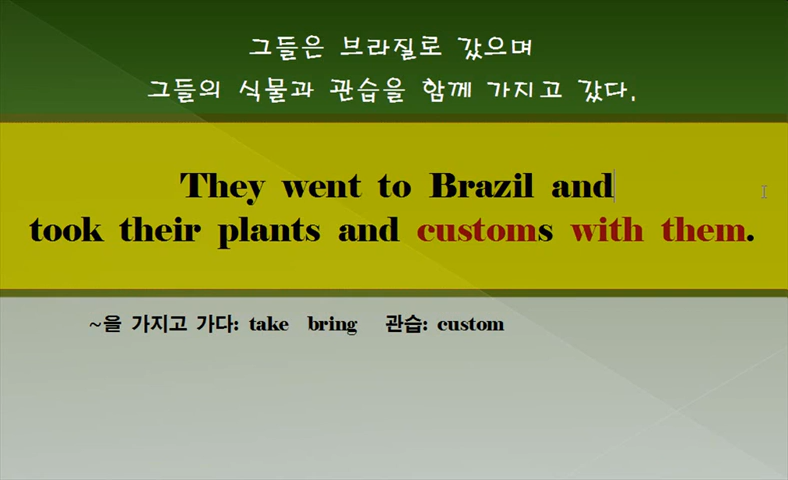 그들은 브라질로 갔으며
그들의 식물과 관습을 함께 가지고 갔다.
They went to Brazil and
took their plants and customs with them.
~을 가지고 가다: take bring 관습: custom